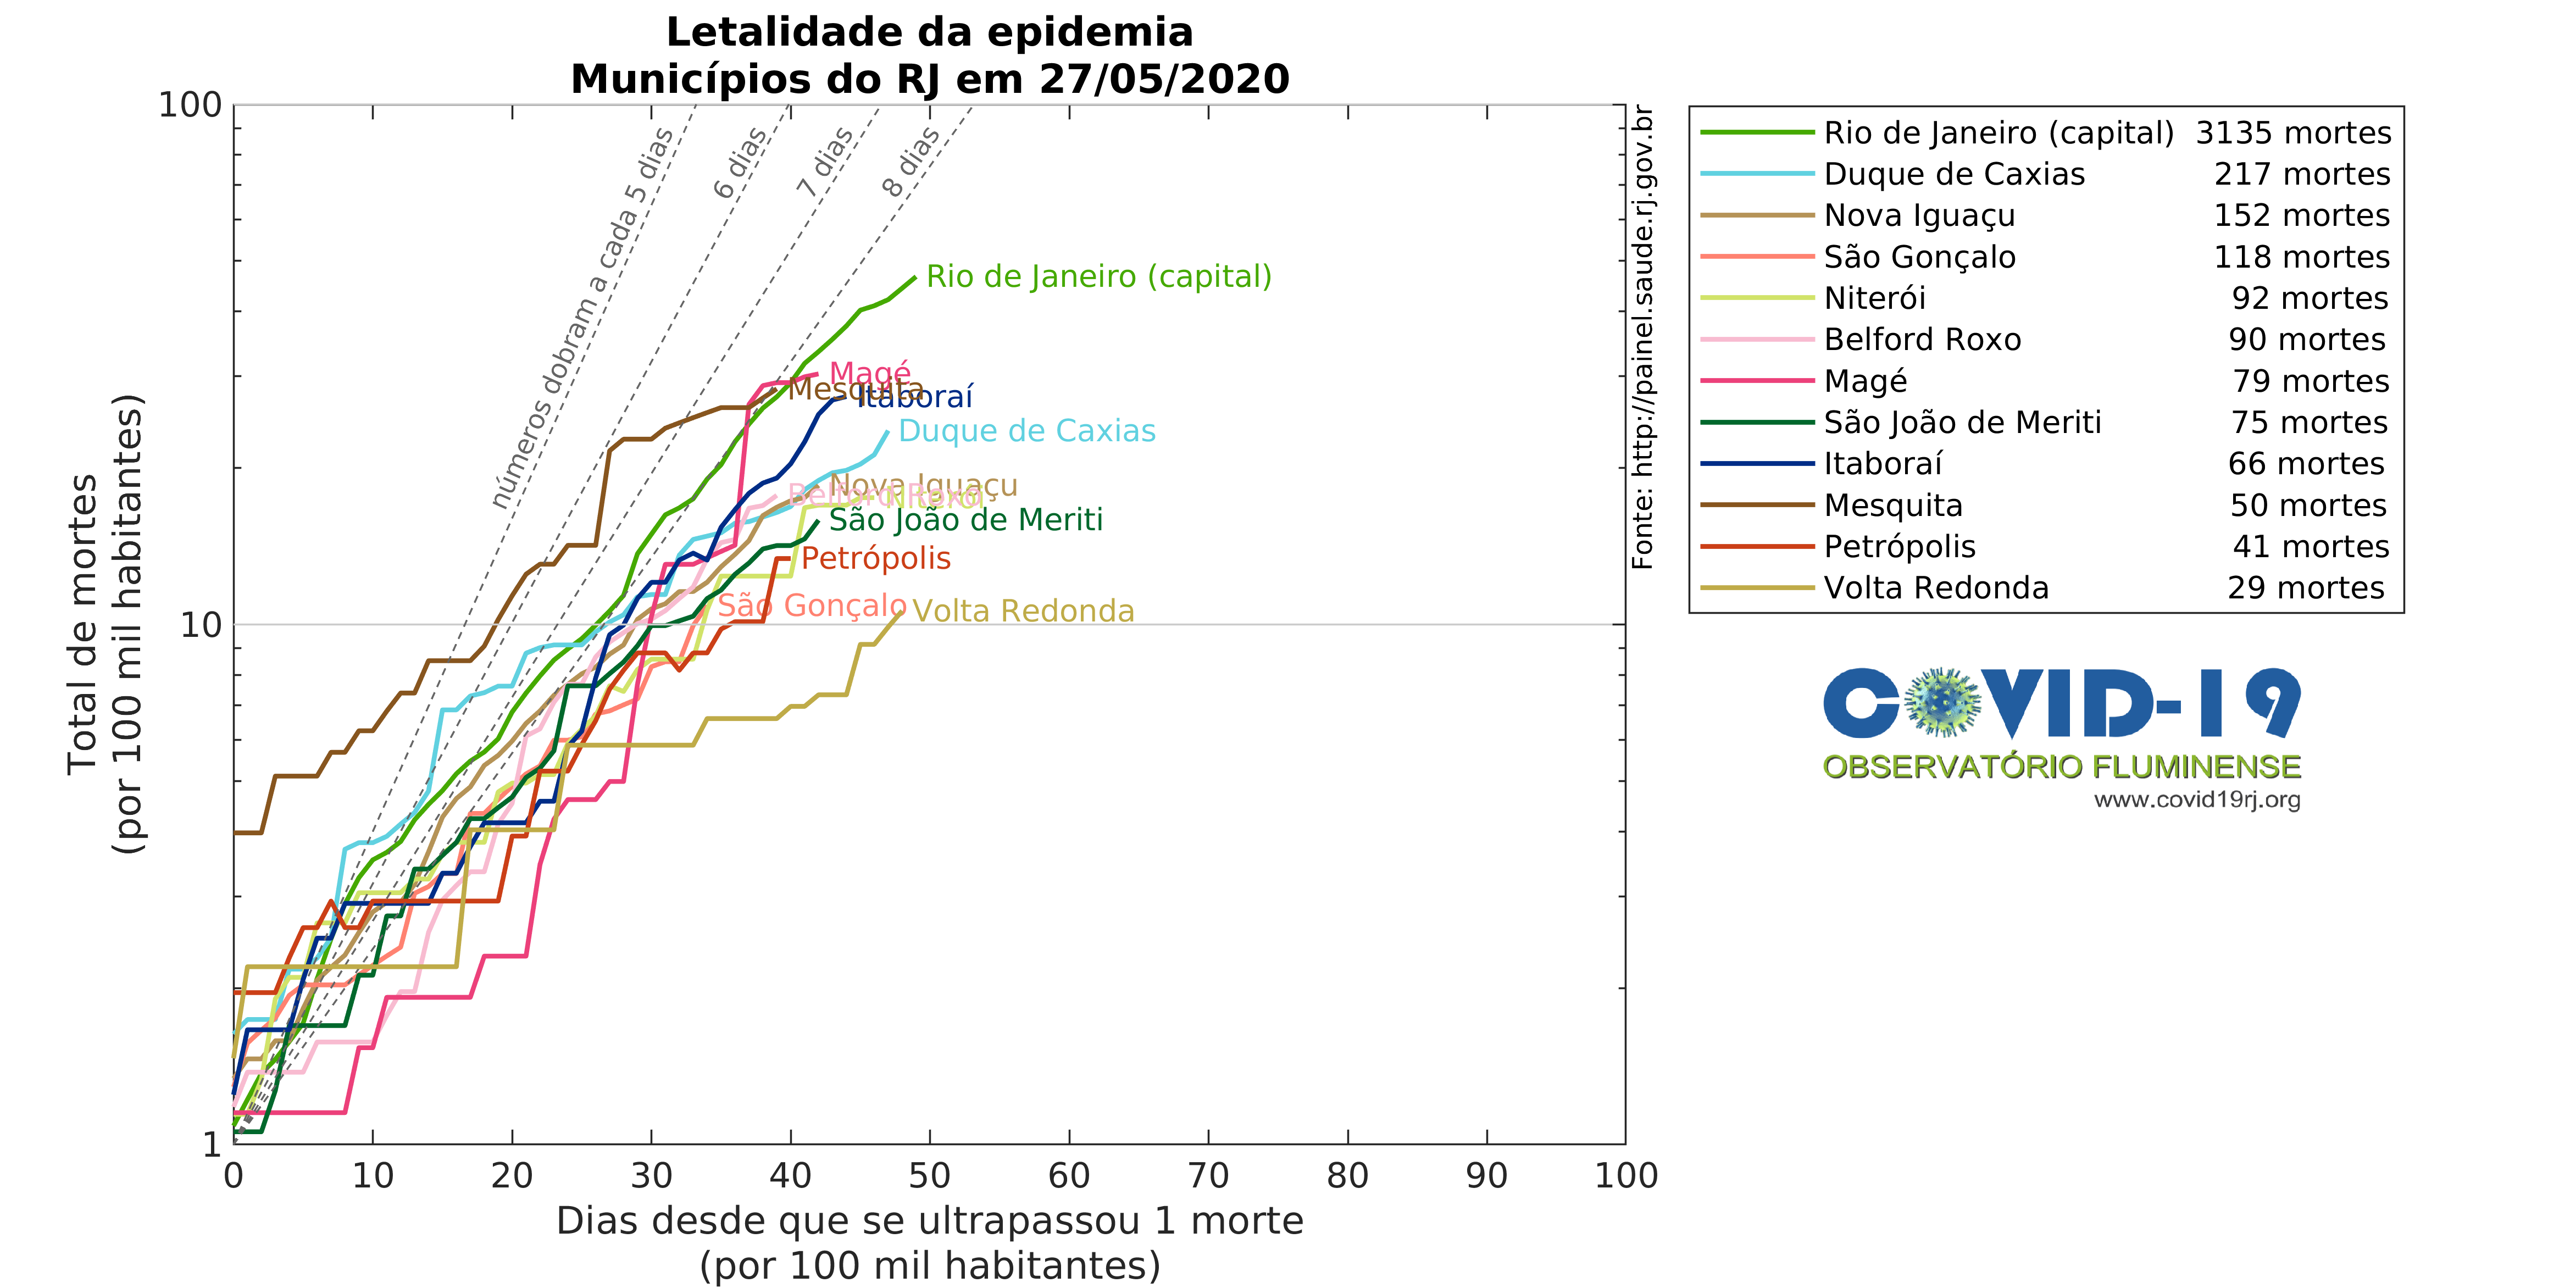 Letalidade da epidemia
Municípios do RJ em 27/05/2020
Total de mortes
(por 100 mil habitantes)
100
10
1
números dobram a cada 5 dias
6 dias
7 dias
8 dias
Rio de Janeiro (capital)
Magé
Mesquita
Itaboraí
Duque de Caxias
Nova Iguaçu
Belford Roxo
Niterói
São João de Meriti
Petrópolis
São Gonçalo
Volta Redonda
0 10 20 30 40 50 60 70 80 90 100
Dias desde que se ultrapassou 1 morte
(por 100 mil habitantes)
Fonte: http://painel.saude.rj.gov.br
Rio de Janeiro (capital) 3135 mortes
Duque de Caxias 217 mortes
Nova Iguaçu 152 mortes
São Gonçalo 118 mortes
Niterói 92 mortes
Belford Roxo 90 mortes
Magé 79 mortes
São João de Meriti 75 mortes
Itaboraí 66 mortes
Mesquita 50 mortes
Petrópolis 41 mortes
Volta Redonda 29 mortes
COVID-19
OBSERVATÓRIO FLUMINENSE
www.covid19rj.org